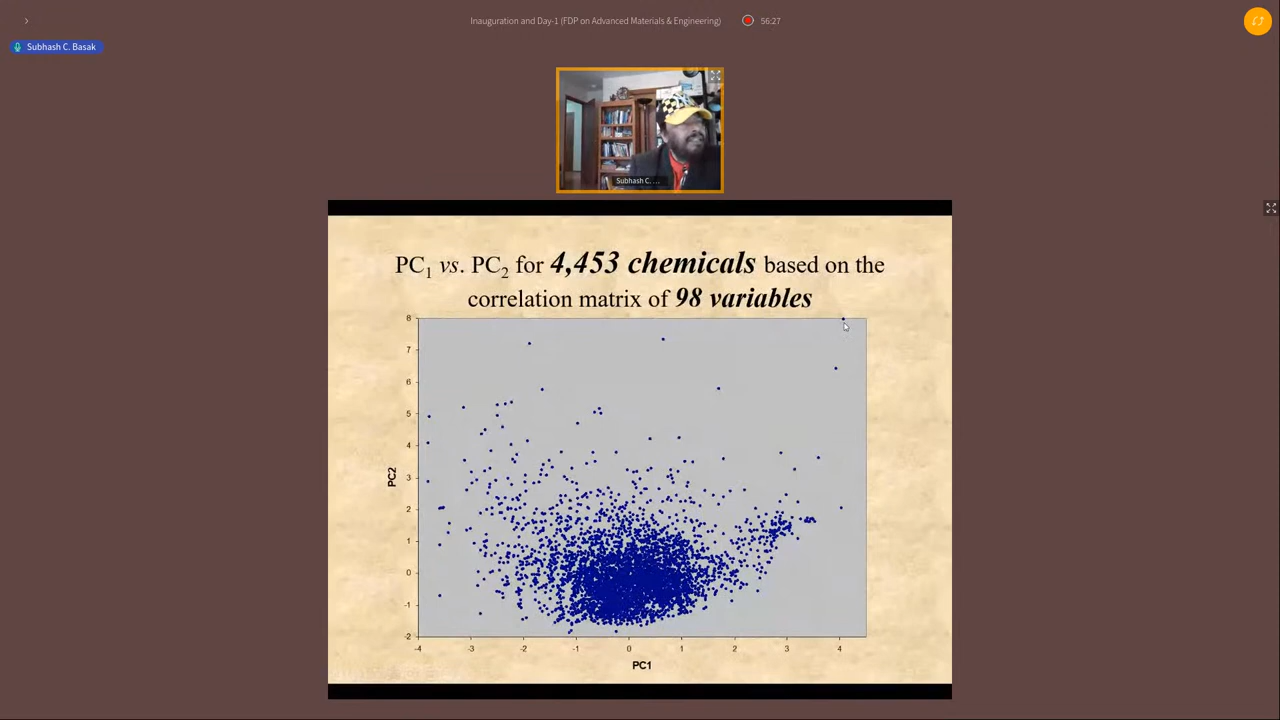 Inauguration and Day-1 (FDP on Advanced Materials & Engineering) 56:27
Subhash C. Basak
Subhash C. ...
PC1 vs. PC2 for 4,453 chemicals based on the
correlation matrix of 98 variables
8
7
6
5
4
3
2
1
0
-1
-2
PC2
-4 -3 -2 -1 0 1 2 3 4
PC1